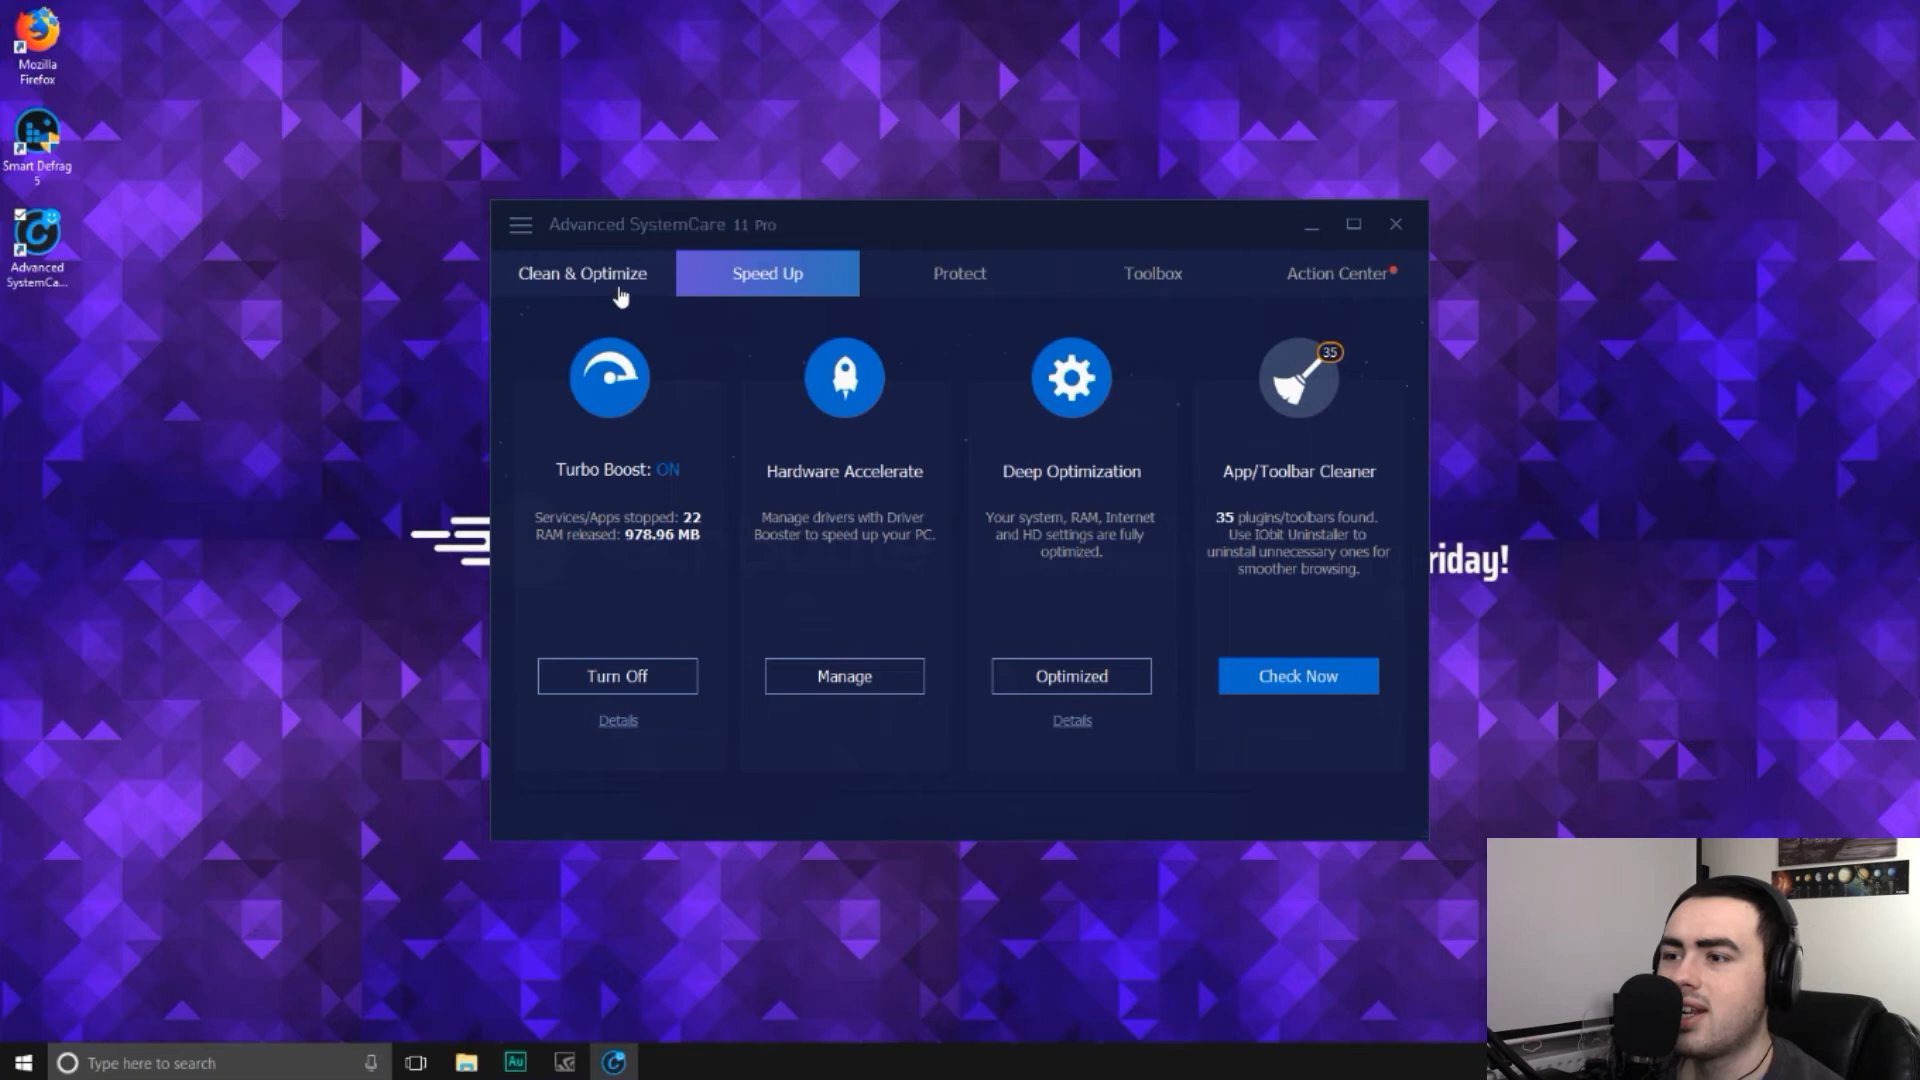 Mozilla
Firefox
Smart Defrag
5
Advanced
SystemCa...
Advanced SystemCare 11 Pro
Clean & Optimize
Speed Up
Protect
Toolbox
Action Center
35
Turbo Boost: ON
Services/Apps stopped: 22
RAM released: 978.96 MB
Turn Off
Details
Hardware Accelerate
Manage drivers with Driver
Booster to speed up your PC.
Manage
Deep Optimization
Your system, RAM, Internet
and HD settings are fully
optimized.
Optimized
Details
App/Toolbar Cleaner
35 plugins/toolbars found.
Use IObit Uninstaller to
uninstall unnecessary ones for
smoother browsing.
Check Now
riday!
Type here to search
Au